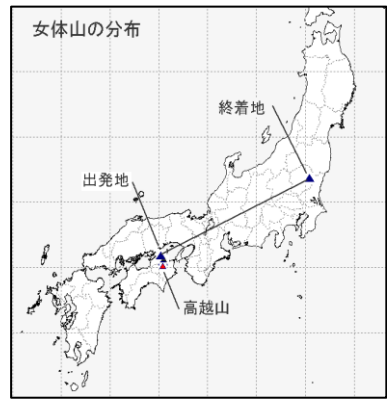 女体山の分布
終着地
出発地
高越山